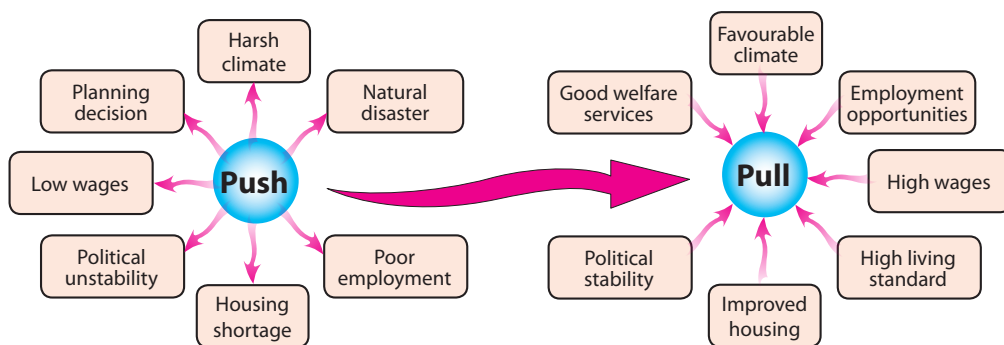 Harsh
climate
Planning
decision
Natural
disaster
Low wages
Push
Political
unstability
Poor
employment
Housing
shortage
Favourable
climate
Good welfare
services
Employment
opportunities
Pull
High wages
Political
stability
High living
standard
Improved
housing